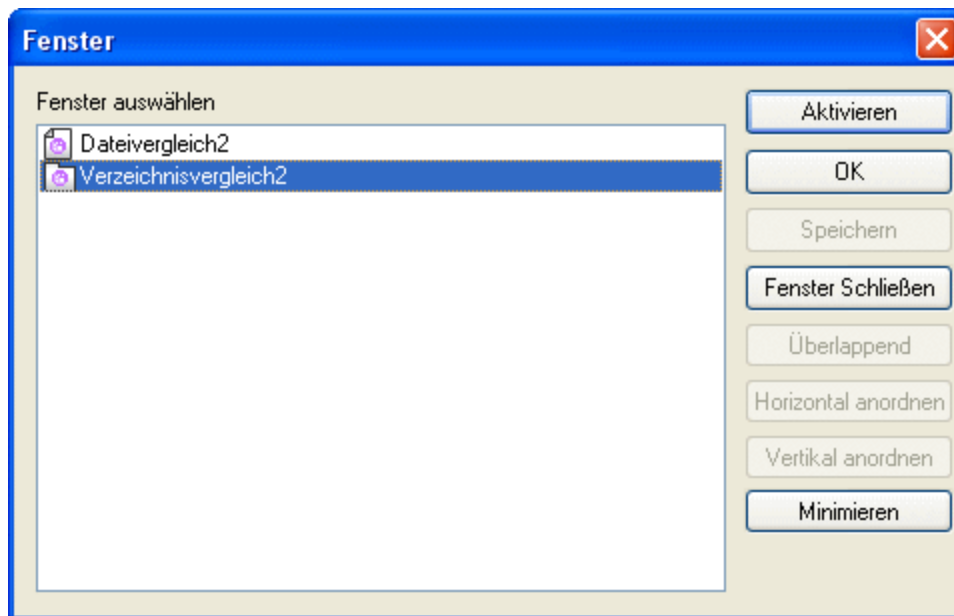 Fenster
Fenster auswählen
Dateivergleich2
Verzeichnisvergleich2
Aktivieren
OK
Speichern
Fenster Schließen
Überlappend
Horizontal anordnen
Vertikal anordnen
Minimieren